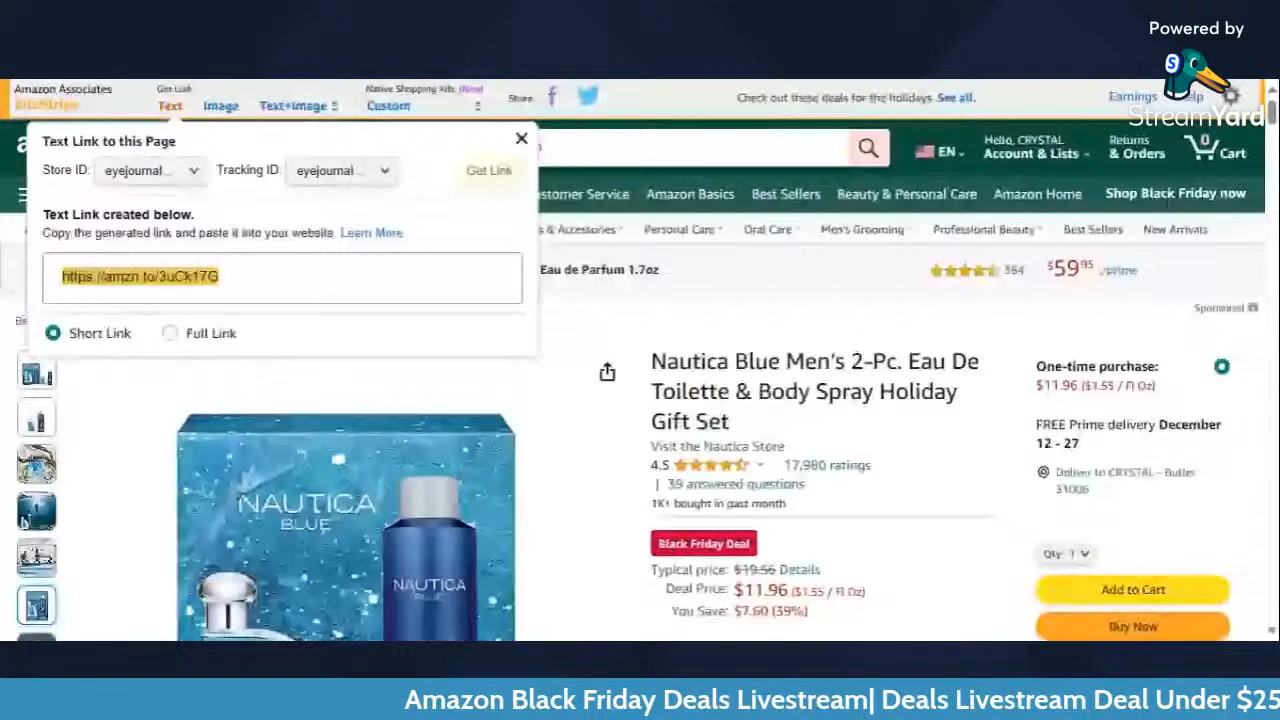 Powered by
StreamYard
Amazon Associates
SiteStripe
Get Link
Text Image Text+Image
Native Shopping Ads (New)
Custom
Share
Check out these deals for the holidays. See all.
Earnings Help
Text Link to this Page
Store ID: eyejournal... Tracking ID: eyejournal... Get Link
Text Link created below.
Copy the generated link and paste it into your website. Learn More
https://amzn.to/3uCk17G
Short Link Full Link
EN
Hello, CRYSTAL
Account & Lists
Returns
& Orders
0
Cart
Customer Service Amazon Basics Best Sellers Beauty & Personal Care Amazon Home Shop Black Friday now
s & Accessories Personal Care Oral Care Men's Grooming Professional Beauty Best Sellers New Arrivals
Eau de Parfum 1.7oz
364 $59.95 prime
Sponsored
Nautica Blue Men's 2-Pc. Eau De
Toilette & Body Spray Holiday
Gift Set
Visit the Nautica Store
4.5 17,980 ratings
| 39 answered questions
1K+ bought in past month
Black Friday Deal
Typical price: $19.56 Details
Deal Price: $11.96 ($1.55 / Fl Oz)
You Save: $7.60 (39%)
One-time purchase:
$11.96 ($1.55 / Fl Oz)
FREE Prime delivery December
12 - 27
Deliver to CRYSTAL - Butler
31006
Qty: 1
Add to Cart
Buy Now
NAUTICA
BLUE
NAUTICA
BLUE
Amazon Black Friday Deals Livestream| Deals Livestream Deal Under $25